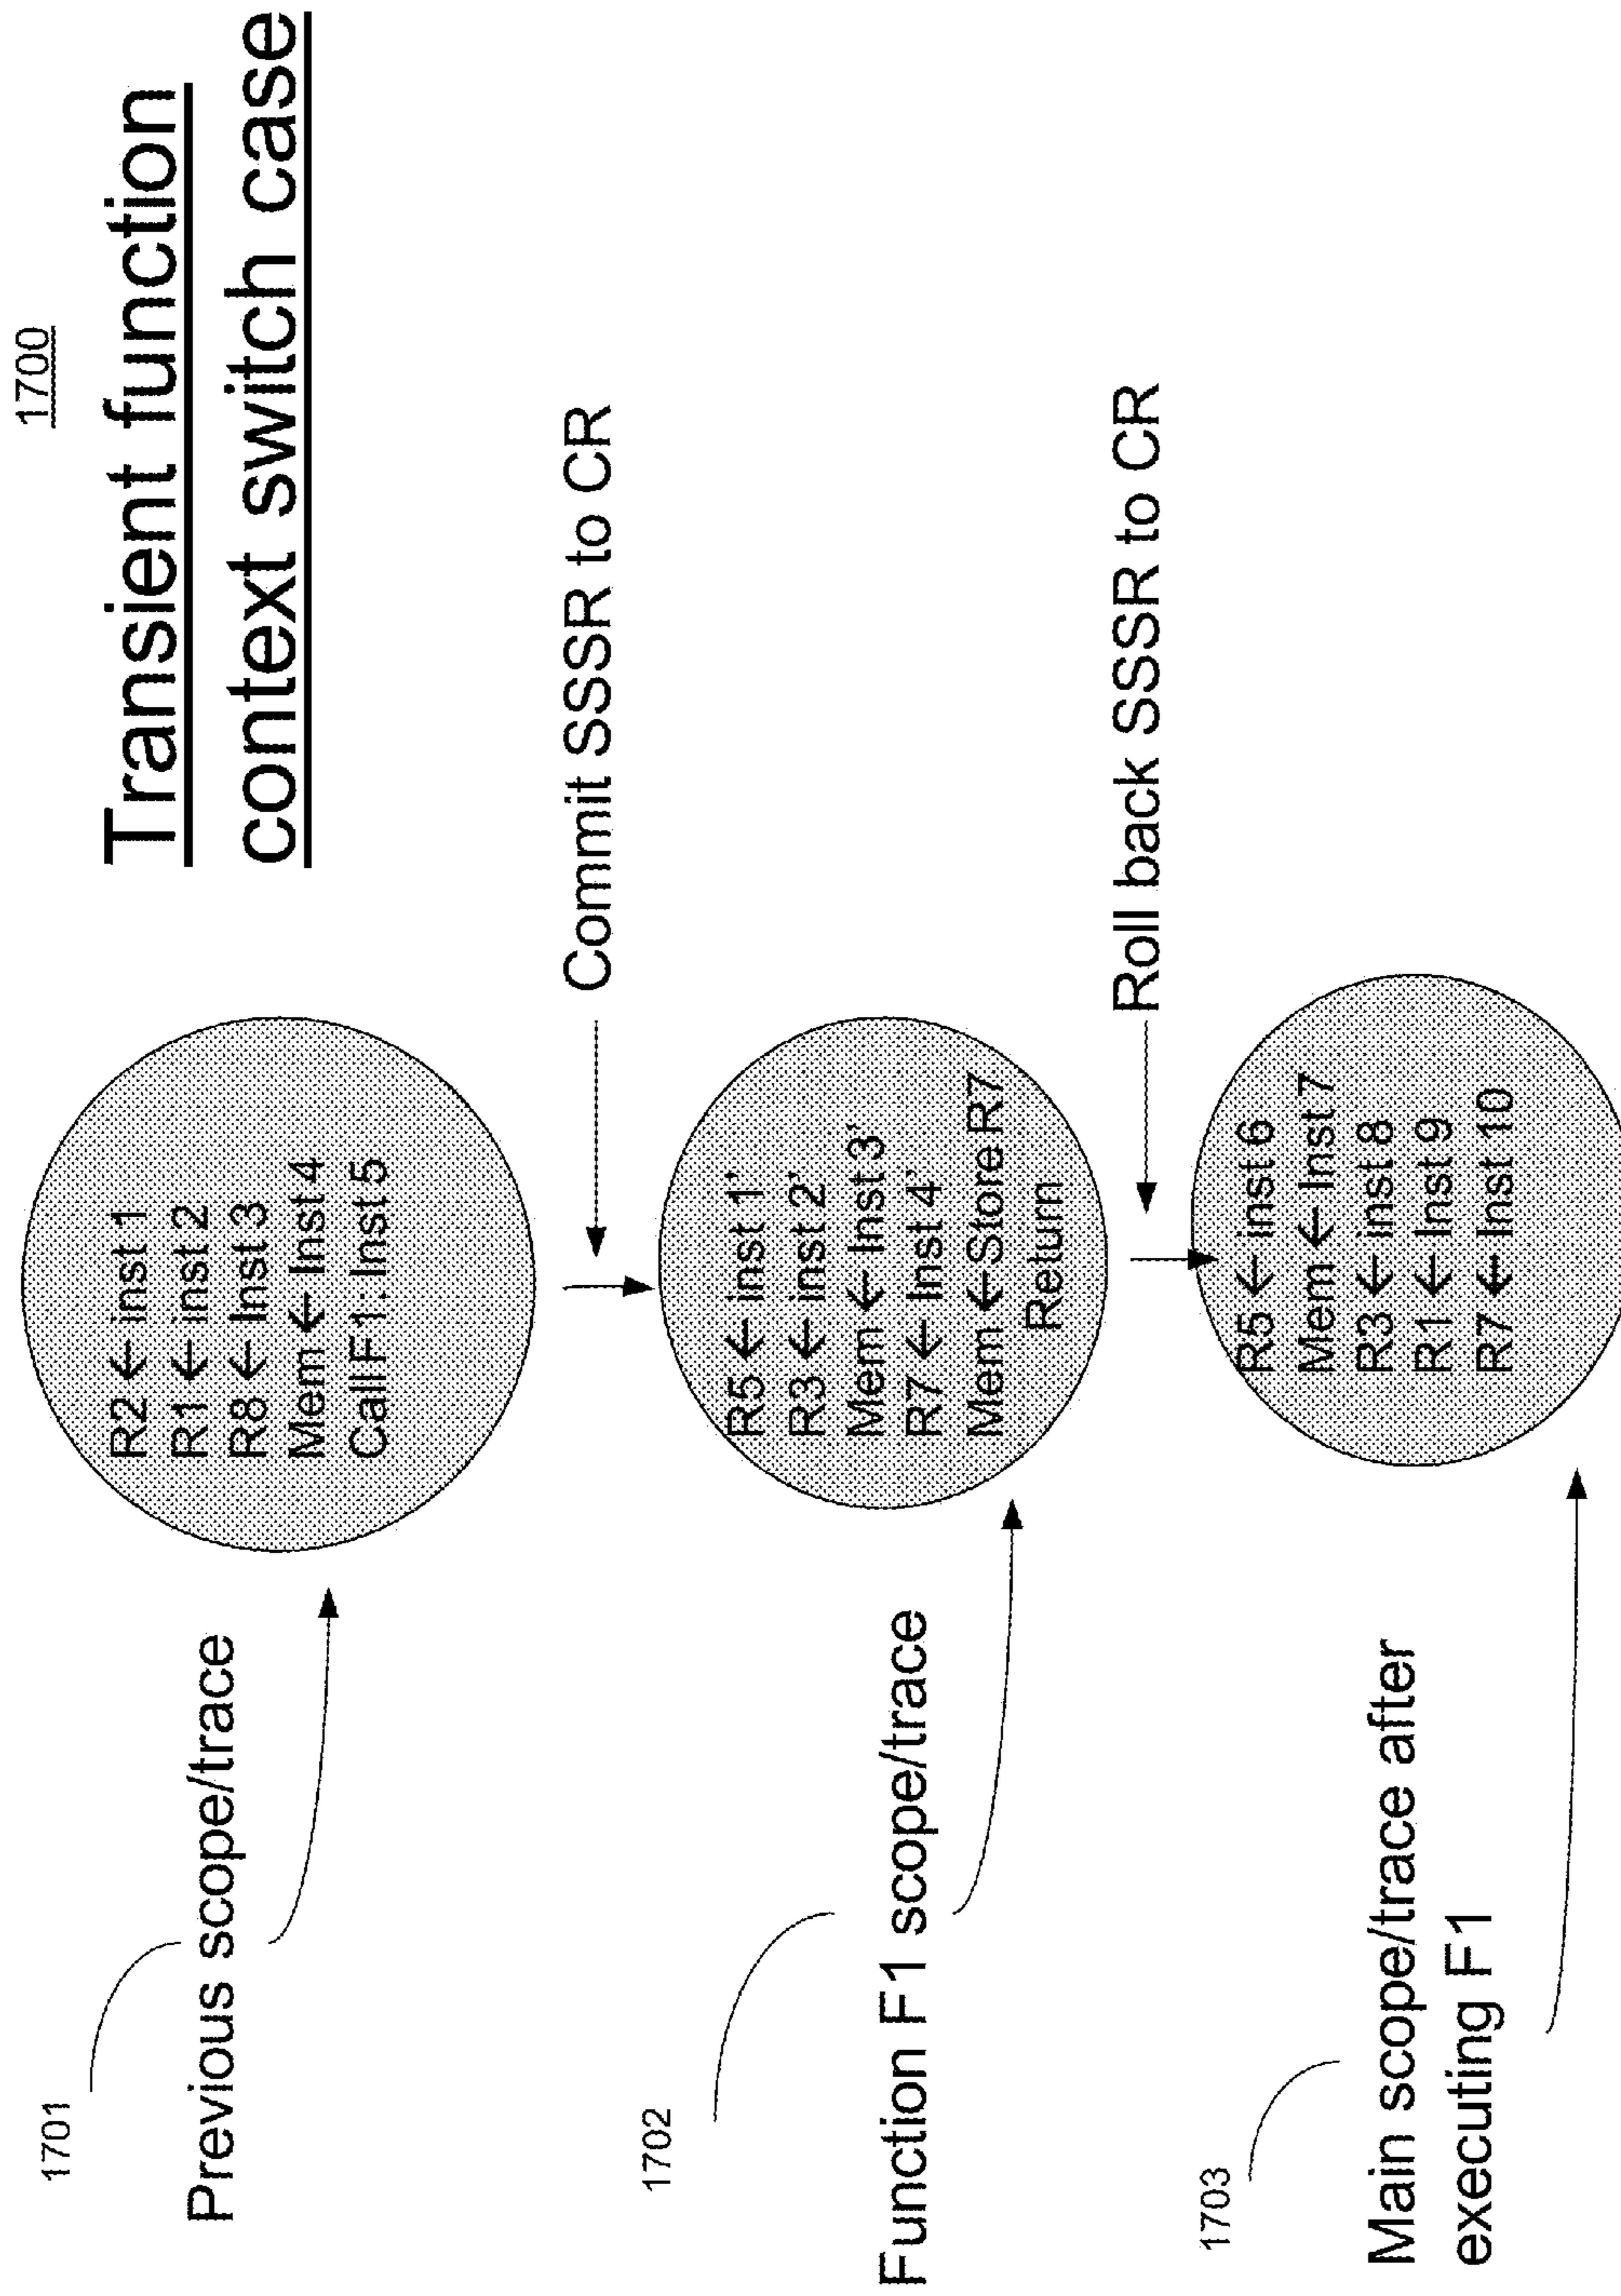 1700
Transient function
context switch case
1701
Previous scope/trace
R2 ← inst 1
R1 ← inst 2
R8 ← Inst 3
Mem ← Inst 4
Call F1: Inst 5
Commit SSSR to CR
1702
Function F1 scope/trace
R5 ← inst 1'
R3 ← inst 2'
Mem ← Inst 3'
R7 ← Inst 4'
Mem ← Store R7
Return
Roll back SSSR to CR
1703
Main scope/trace after
executing F1
R5 ← inst 6
Mem ← Inst 7
R3 ← inst 8
R1 ← Inst 9
R7 ← Inst 10